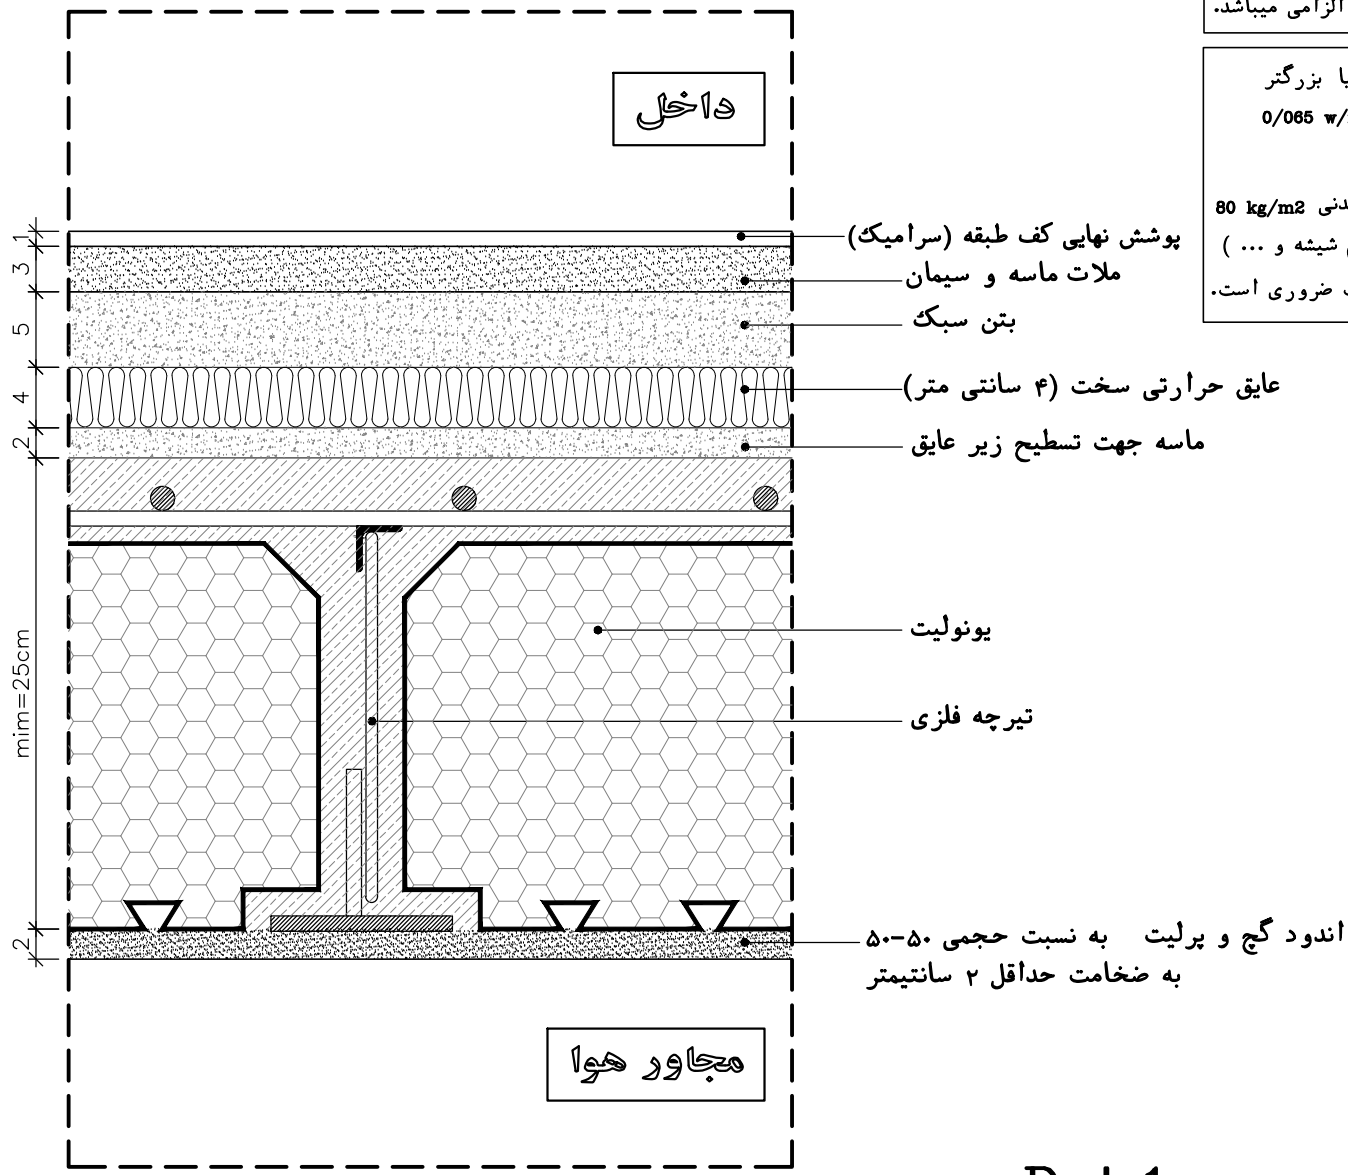 الزامی میباشد.
یا بزرگتر
0/065 w/
80 kg/m2
شیشه و ... )
ضروری است.
داخل
پوشش نهایی کف طبقه (سرامیک)
ملات ماسه و سیمان
بتن سبک
عایق حرارتی سخت (۴ سانتی متر)
ماسه جهت تسطیح زیر عایق
یونولیت
تیرچه فلزی
اندود گچ و پرلیت به نسبت حجمی ۵۰-۵۰
به ضخامت حداقل ۲ سانتیمتر
مجاور هوا
1
3
5
4
2
mim=25cm
2